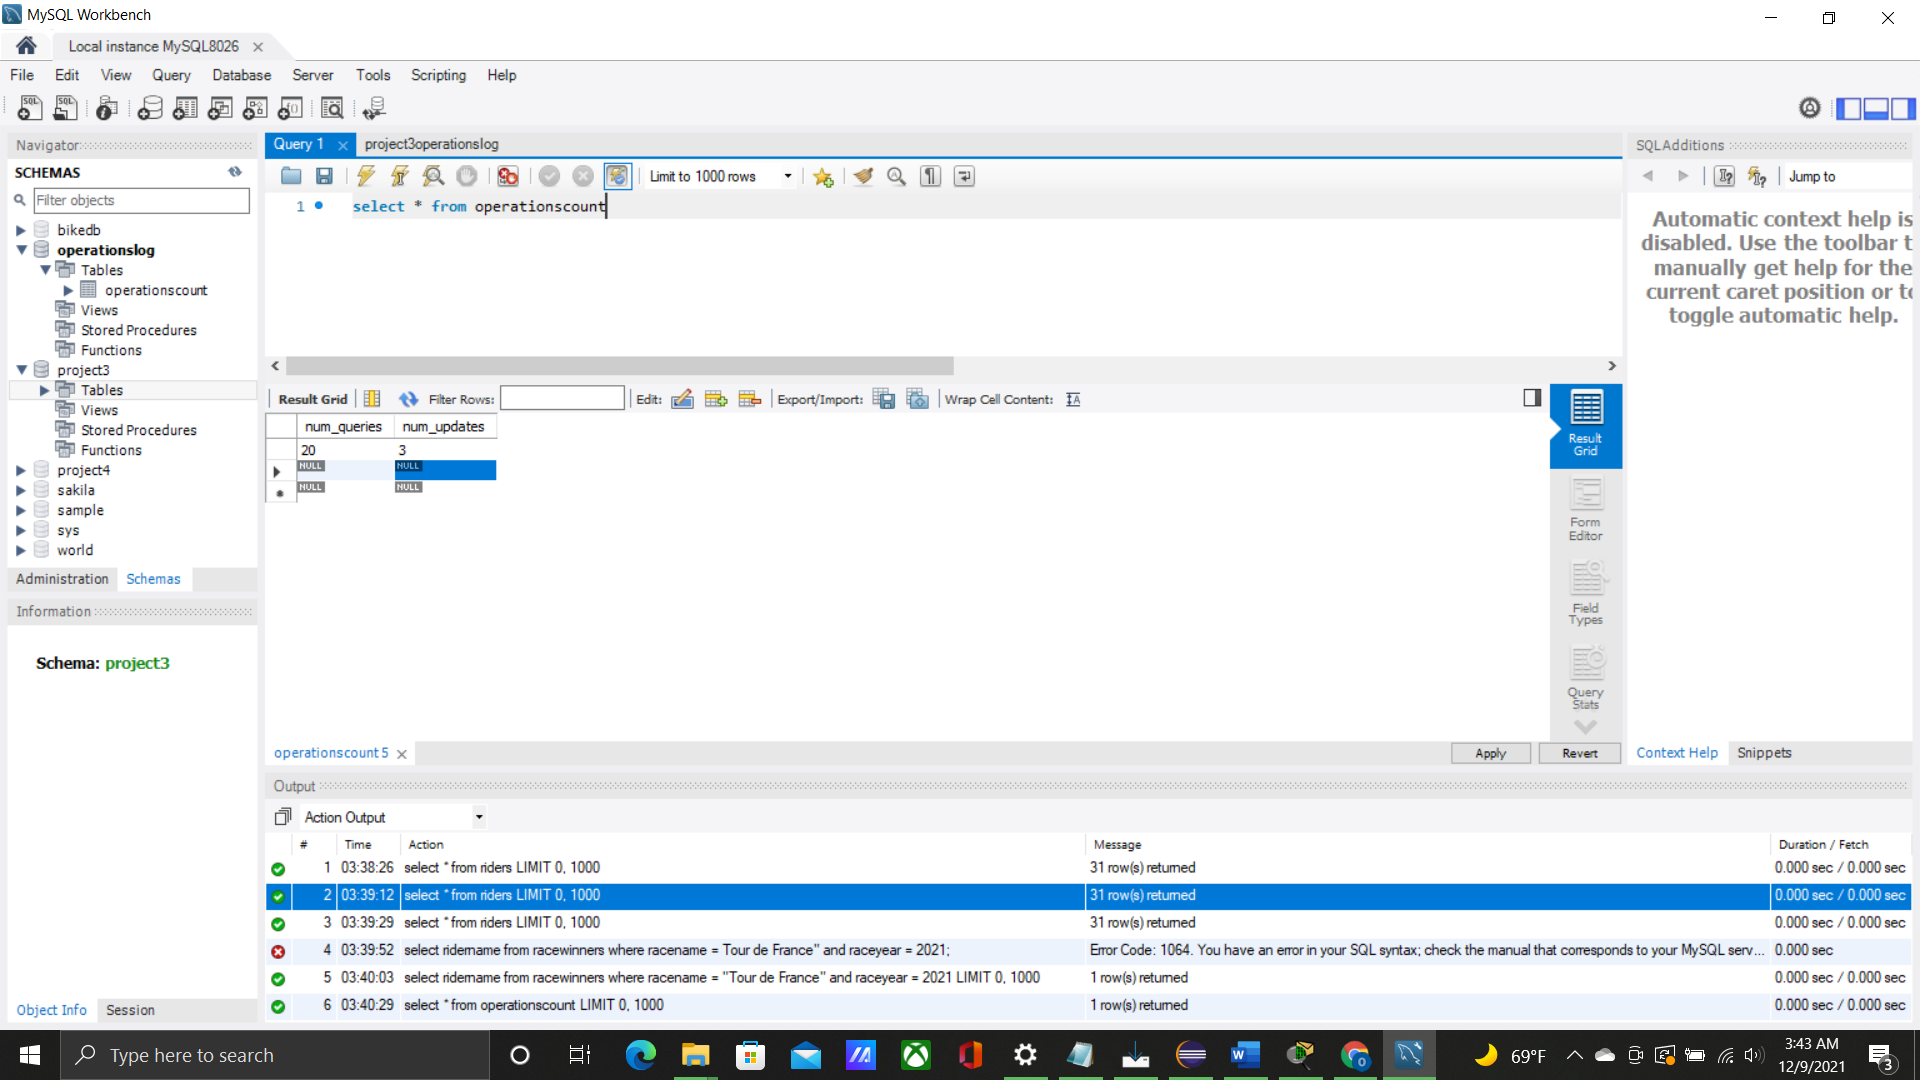 MySQL Workbench
Local instance MySQL8026
File Edit View Query Database Server Tools Scripting Help
Navigator
SCHEMAS
Filter objects
bikedb
operationslog
Tables
operationscount
Views
Stored Procedures
Functions
project3
Tables
Views
Stored Procedures
Functions
project4
sakila
sample
sys
world
Administration Schemas
Information
Schema: project3
Object Info Session
Query 1 project3operationslog
Limit to 1000 rows
1 select * from operationscount
Result Grid Filter Rows: Edit: Export/Import: Wrap Cell Content:
num_queries num_updates
20 3
NULL NULL
NULL NULL
Result
Grid
Form
Editor
Field
Types
Query
Stats
operationscount 5
Apply Revert
SQLAdditions
Jump to
Automatic context help is
disabled. Use the toolbar t
manually get help for the
current caret position or to
toggle automatic help.
Context Help Snippets
Output
Action Output
# Time Action Message Duration / Fetch
1 03:38:26 select * from riders LIMIT 0, 1000 31 row(s) returned 0.000 sec / 0.000 sec
2 03:39:12 select * from riders LIMIT 0, 1000 31 row(s) returned 0.000 sec / 0.000 sec
3 03:39:29 select * from riders LIMIT 0, 1000 31 row(s) returned 0.000 sec / 0.000 sec
4 03:39:52 select ridername from racewinners where racename = Tour de France" and raceyear = 2021; Error Code: 1064. You have an error in your SQL syntax; check the manual that corresponds to your MySQL serv... 0.000 sec
5 03:40:03 select ridername from racewinners where racename = "Tour de France" and raceyear = 2021 LIMIT 0, 1000 1 row(s) returned 0.000 sec / 0.000 sec
6 03:40:29 select * from operationscount LIMIT 0, 1000 1 row(s) returned 0.000 sec / 0.000 sec
Type here to search
69°F
3:43 AM
12/9/2021
3